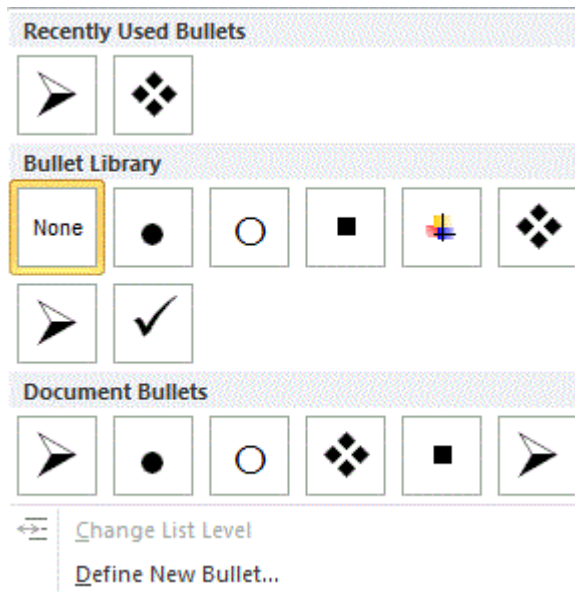 Recently Used Bullets
Bullet Library
None
Document Bullets
Change List Level
Define New Bullet...